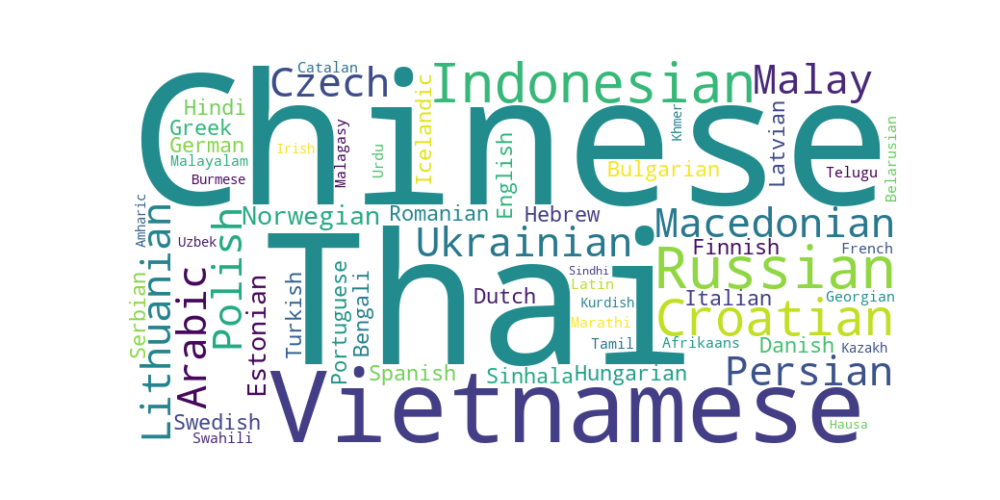 Chinese
Thai
Vietnamese
Indonesian
Czech
Catalan
Malay
Hindi
Greek
German
Malayalam
Burmese
Irish
Malagasy
Urdu
Icelandic
English
Bulgarian
Khmer
Latvian
Telugu
Belarusian
Amharic
Lithuanian
Uzbek
Polish
Norwegian
Romanian
Hebrew
Ukrainian
Macedonian
Finnish
French
Russian
Serbian
Arabic
Estonian
Turkish
Portuguese
Bengali
Dutch
Sindhi
Latin
Kurdish
Marathi
Tamil
Italian
Georgian
Croatian
Afrikaans
Danish
Kazakh
Spanish
Sinhala
Hungarian
Persian
Swedish
Swahili
Hausa